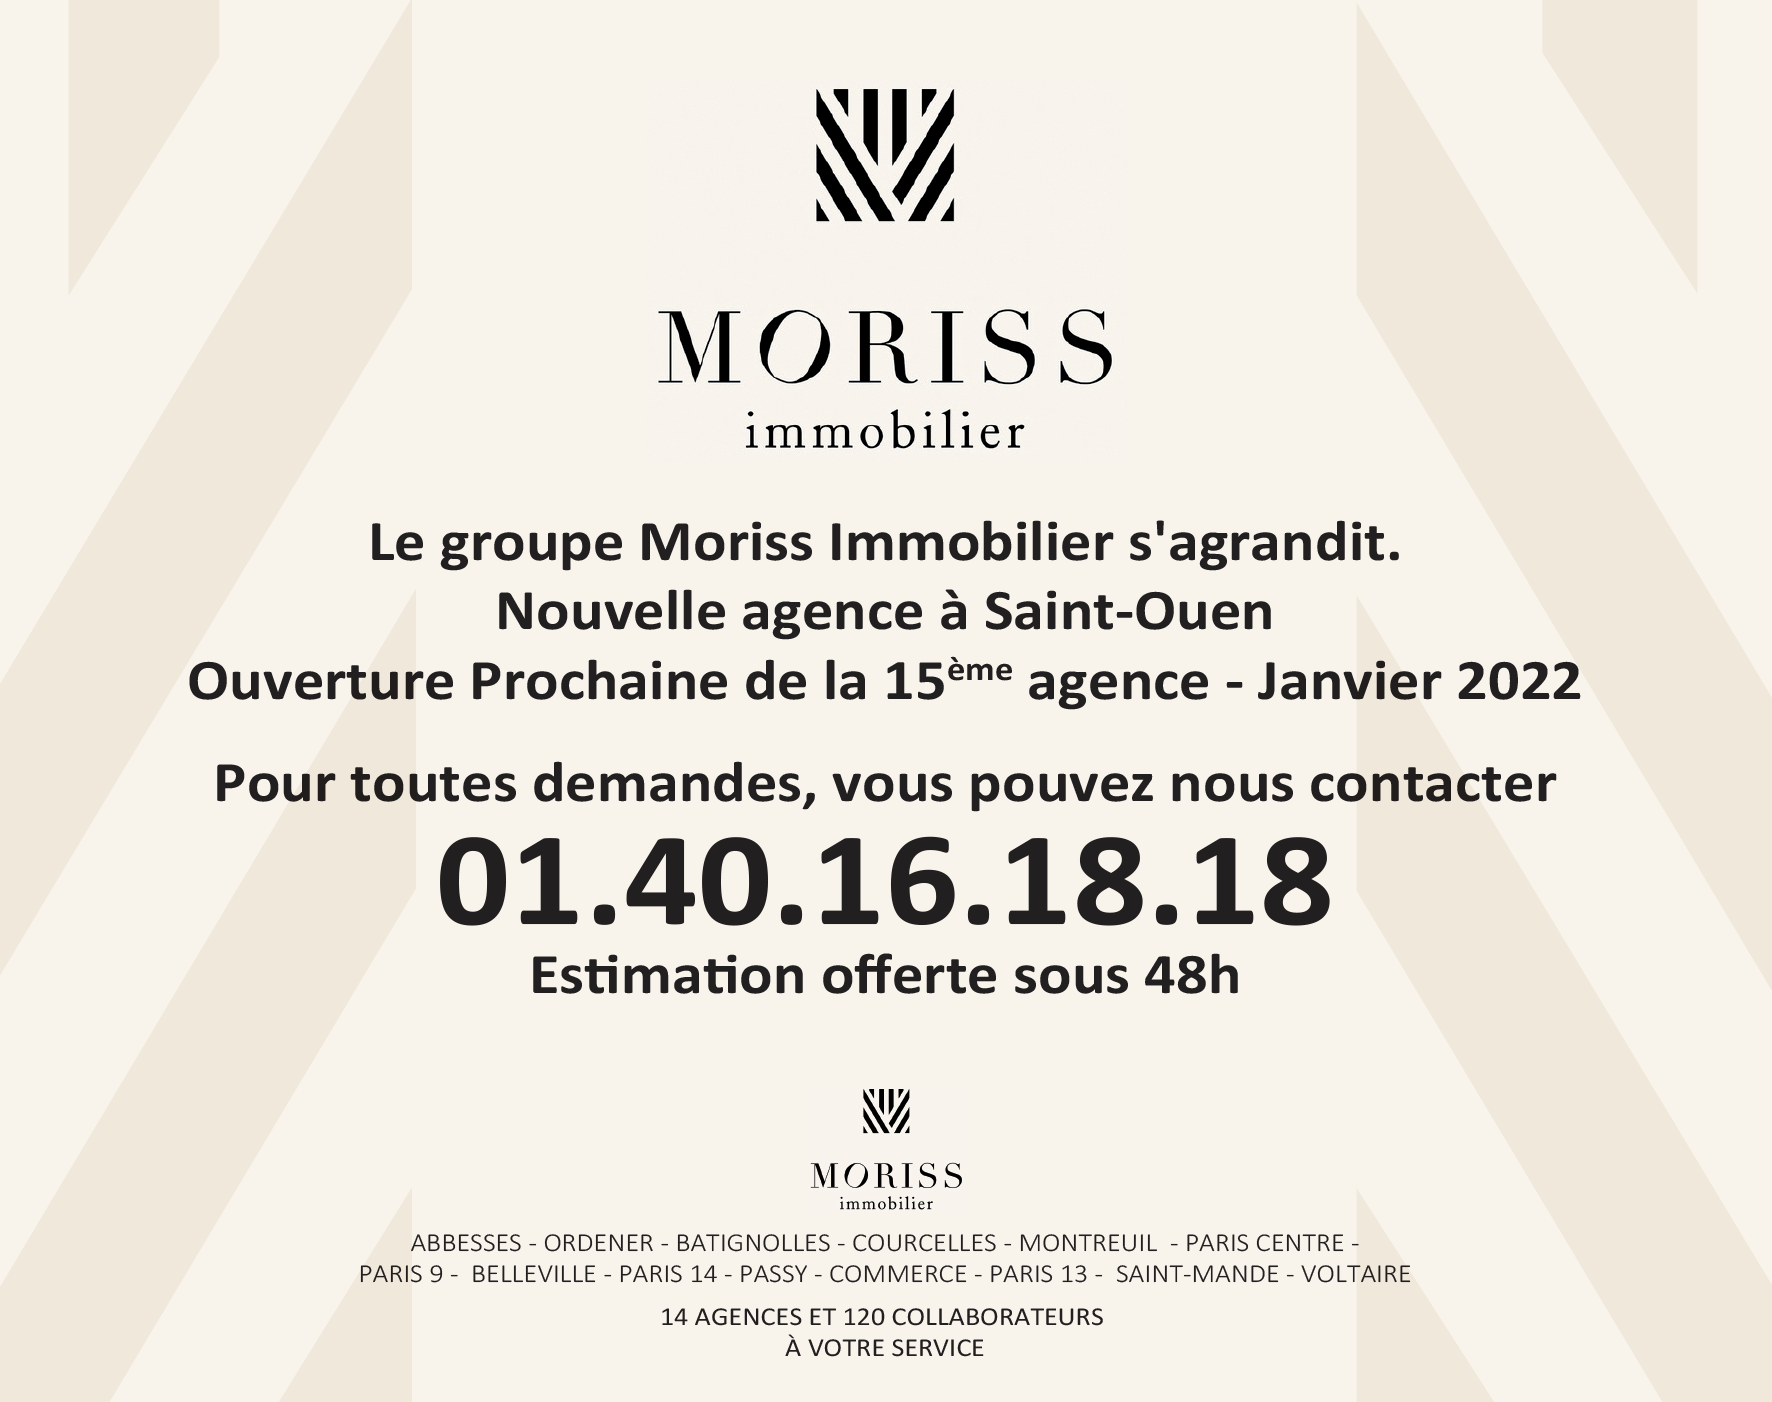 MORISS
immobilier
Le groupe Moriss Immobilier s'agrandit.
Nouvelle agence à Saint-Ouen
Ouverture Prochaine de la 15ème agence - Janvier 2022
Pour toutes demandes, vous pouvez nous contacter
01.40.16.18.18
Estimation offerte sous 48h
MORISS
immobilier
ABBESSES - ORDENER - BATIGNOLLES - COURCELLES - MONTREUIL - PARIS CENTRE -
PARIS 9 - BELLEVILLE - PARIS 14 - PASSY - COMMERCE - PARIS 13 - SAINT-MANDE - VOLTAIRE
14 AGENCES ET 120 COLLABORATEURS
À VOTRE SERVICE